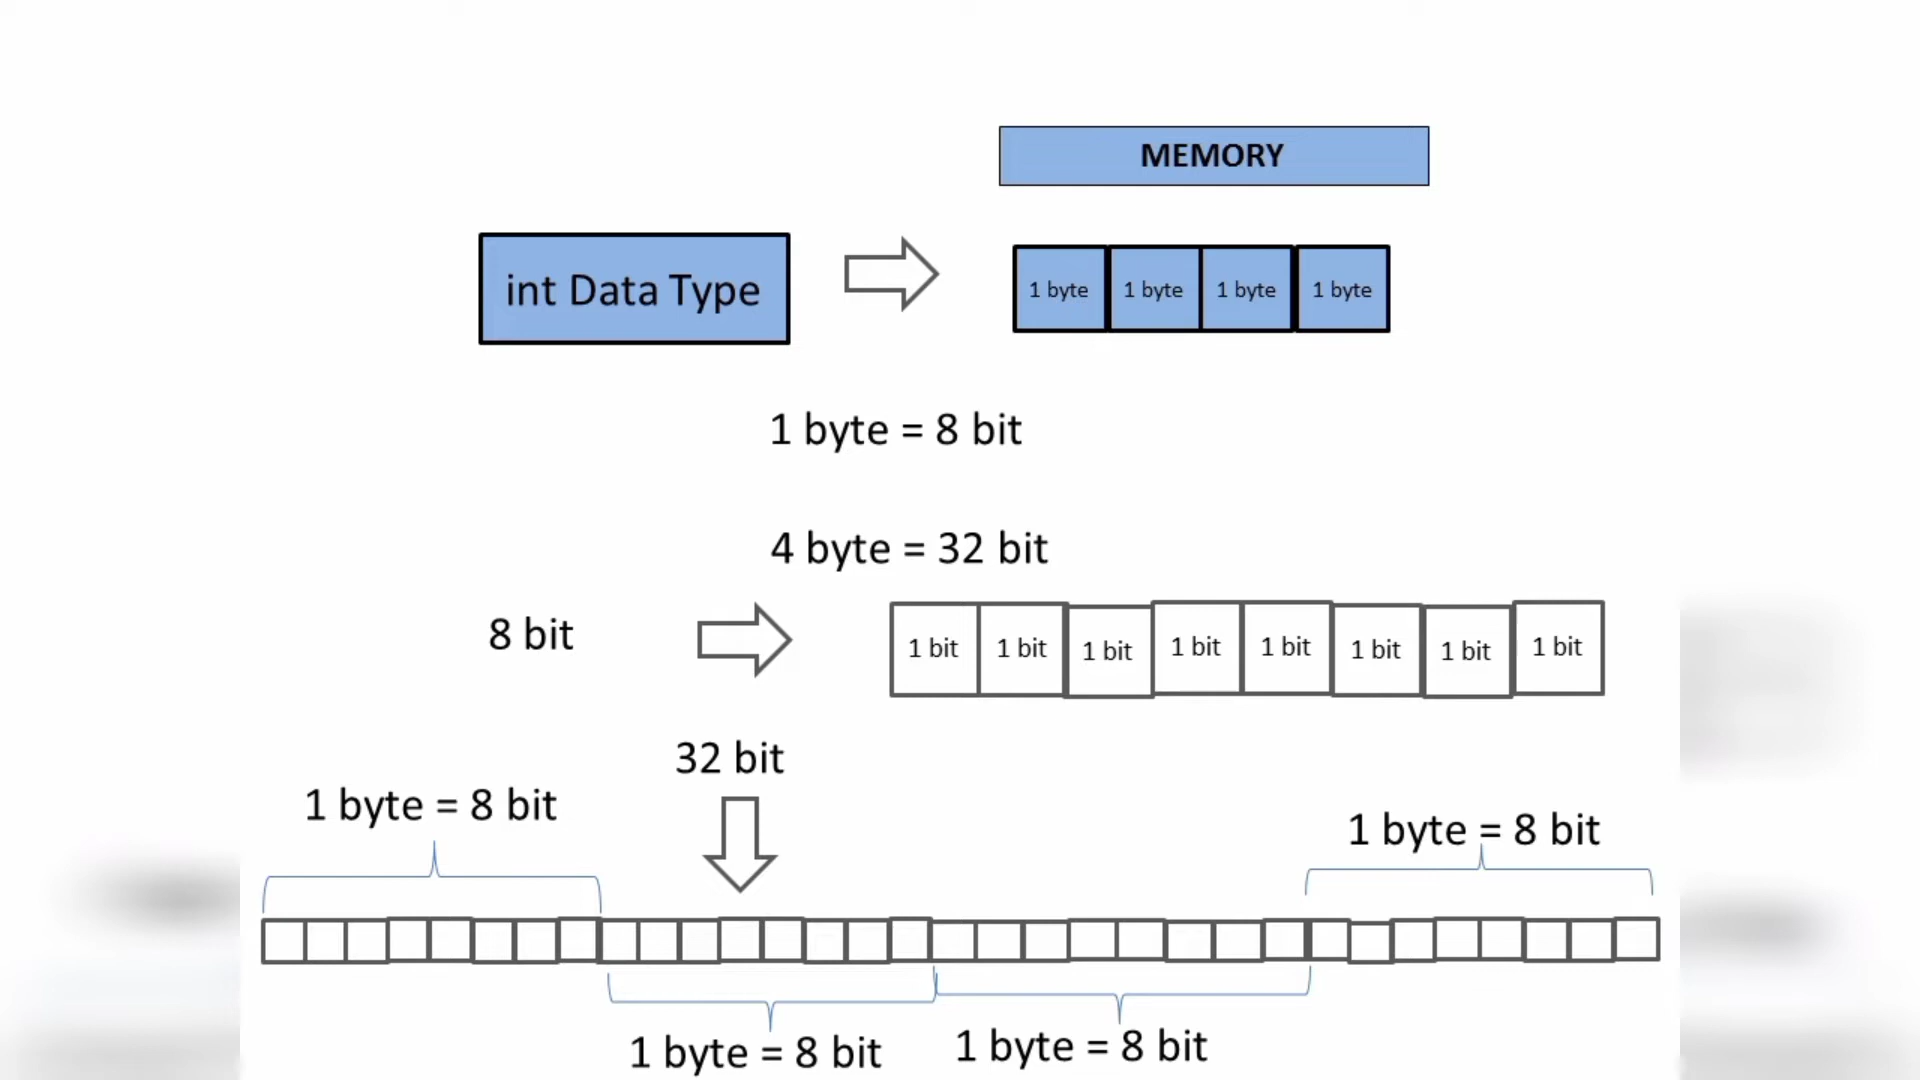 MEMORY
int Data Type
1 byte 1 byte 1 byte 1 byte
1 byte = 8 bit
4 byte = 32 bit
8 bit
1 bit 1 bit 1 bit 1 bit 1 bit 1 bit 1 bit 1 bit
32 bit
1 byte = 8 bit
1 byte = 8 bit
1 byte = 8 bit
1 byte = 8 bit